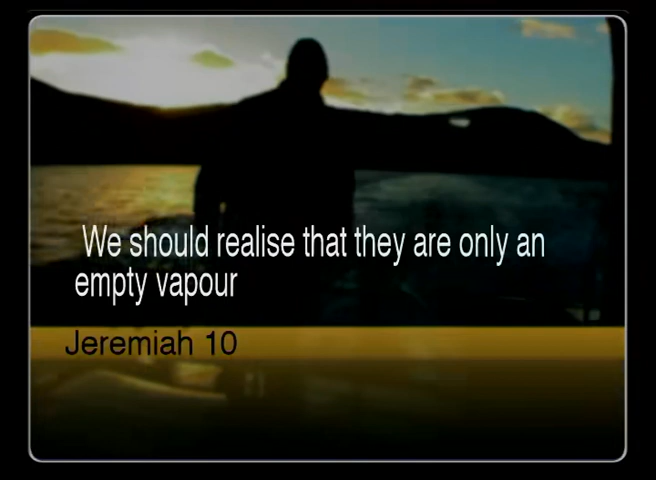 We should realise that they are only an
empty vapour
Jeremiah 10